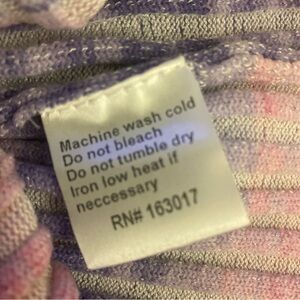 Machine wash cold
Do not bleach
Do not tumble dry
Iron low heat if
neccessary
RN# 163017